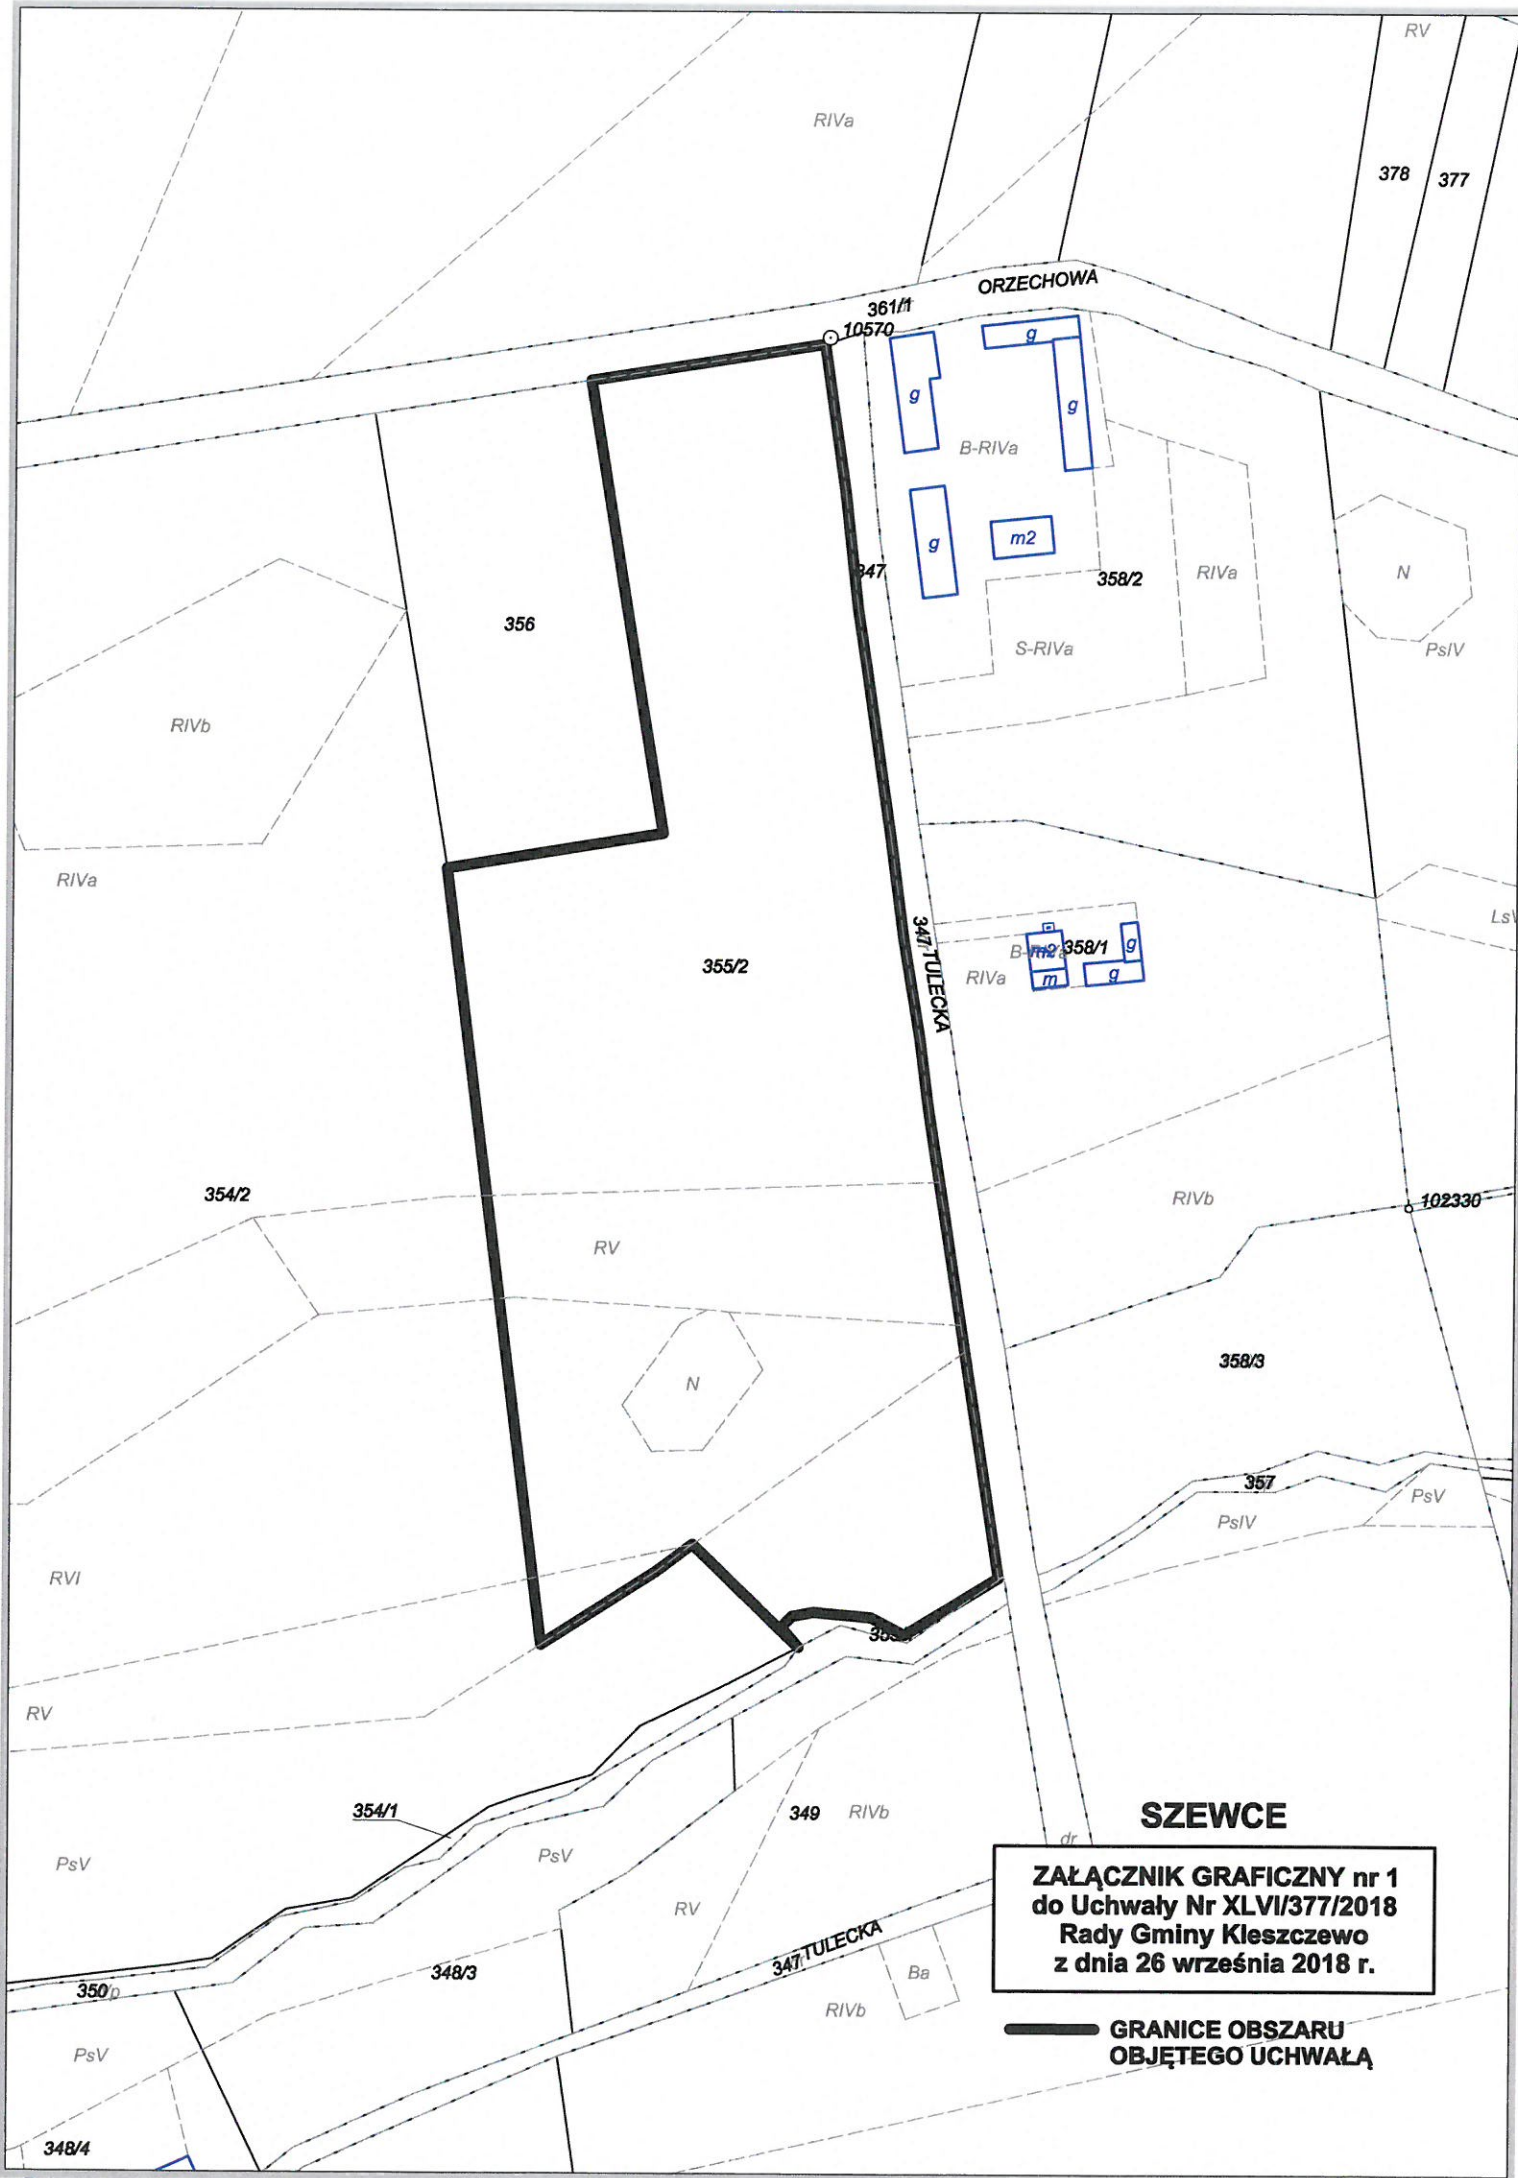 RV
RIVa
378
377
ORZECHOWA
361/1
10570
g
g
g
B-RIVa
g
m2
347
358/2
RIVa
N
356
S-RIVa
PsIV
RIVb
RIVa
347 TULECKA
358/1
g
m2
355/2
RIVa
m
g
354/2
RIVb
102330
RV
358/3
N
357
PsV
PsIV
RVI
RV
354/1
349
RIVb
SZEWCE
dr
PsV
PsV
ZAŁĄCZNIK GRAFICZNY nr 1
do Uchwały Nr XLVI/377/2018
Rady Gminy Kleszczewo
z dnia 26 września 2018 r.
RV
347 TULECKA
348/3
Ba
350
RIVb
GRANICE OBSZARU
OBJĘTEGO UCHWAŁĄ
PsV
348/4